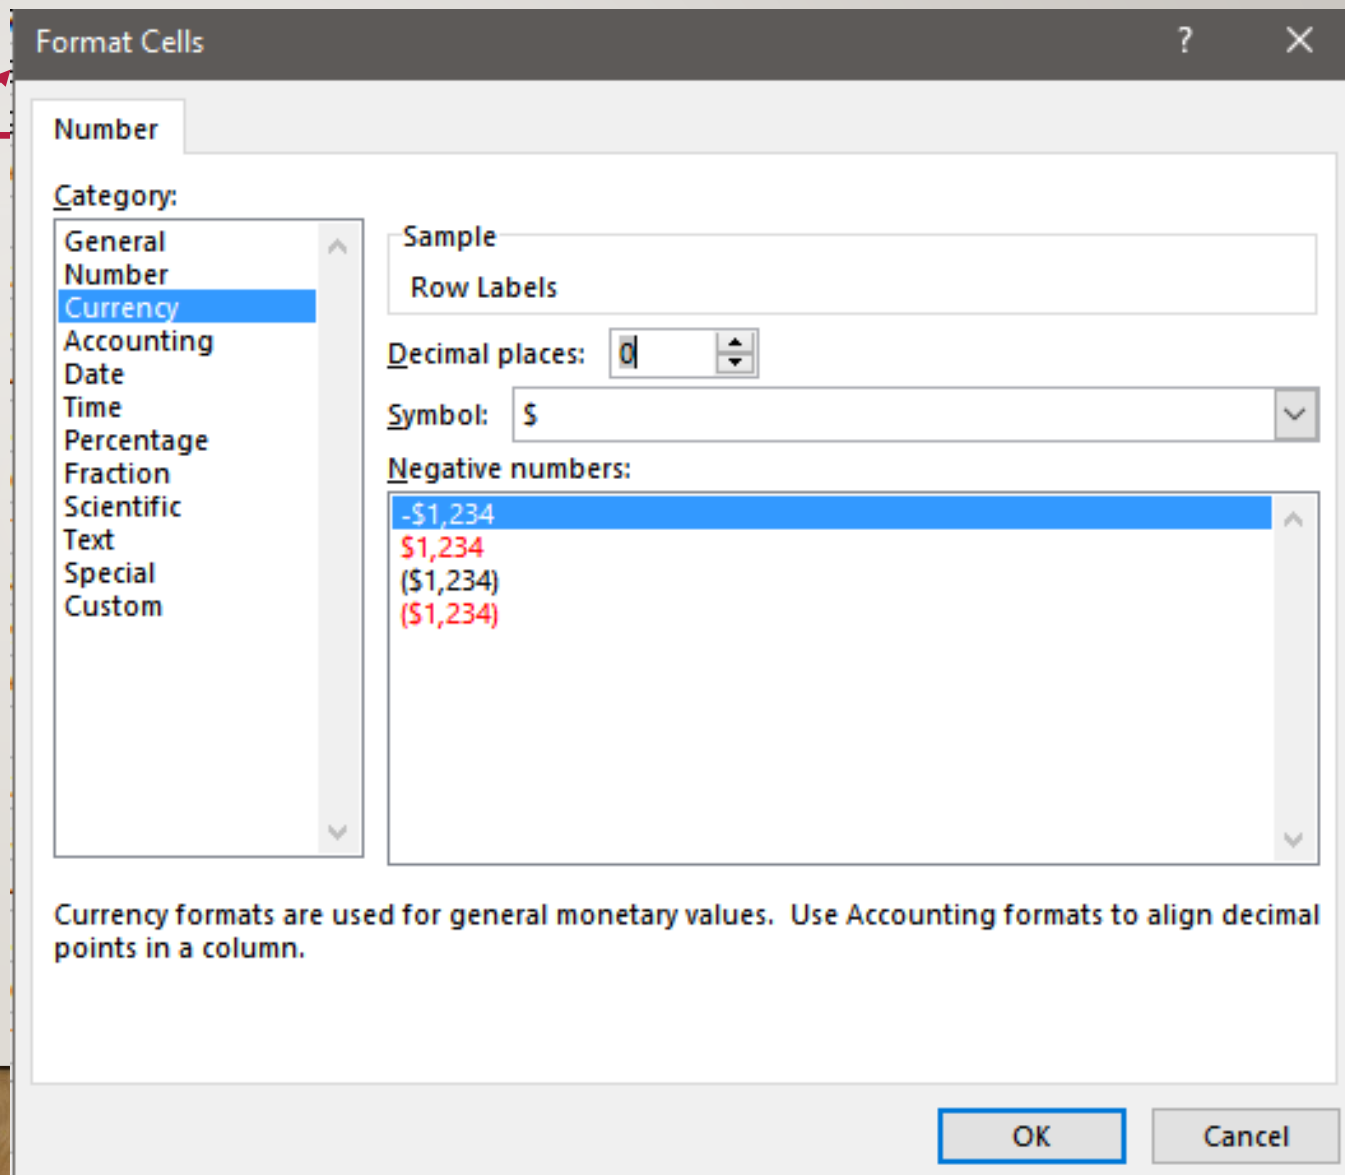 Format Cells
?
Number
Category:
General
Number
Currency
Accounting
Date
Time
Percentage
Fraction
Scientific
Text
Special
Custom
Sample
Row Labels
Decimal places: 0
Symbol: $
Negative numbers:
-$1,234
$1,234
($1,234)
($1,234)
Currency formats are used for general monetary values.  Use Accounting formats to align decimal
points in a column.
OK
Cancel